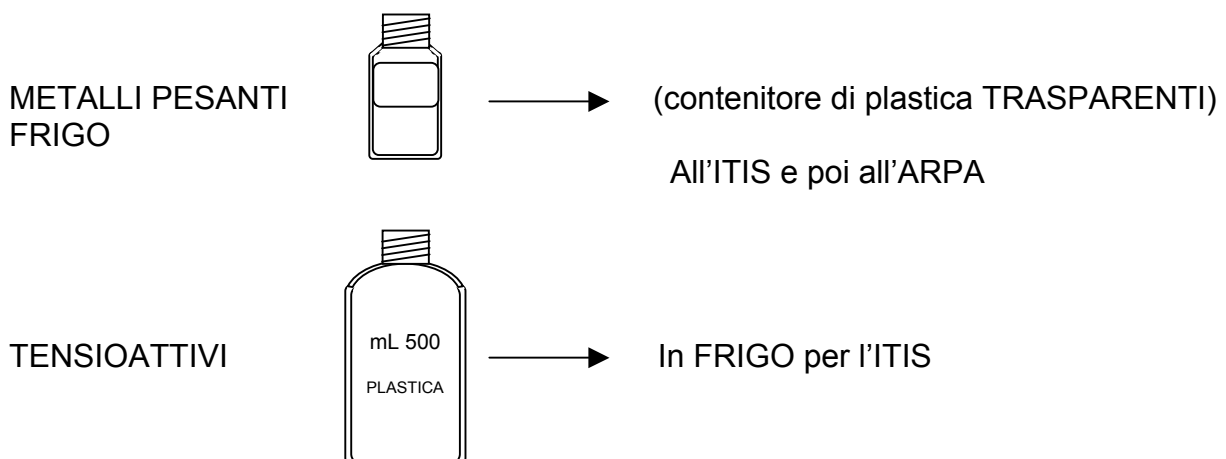 METALLI PESANTI
FRIGO
(contenitore di plastica TRASPARENTI)
All’ITIS e poi all’ARPA
TENSIOATTIVI
mL 500
PLASTICA
In FRIGO per l’ITIS